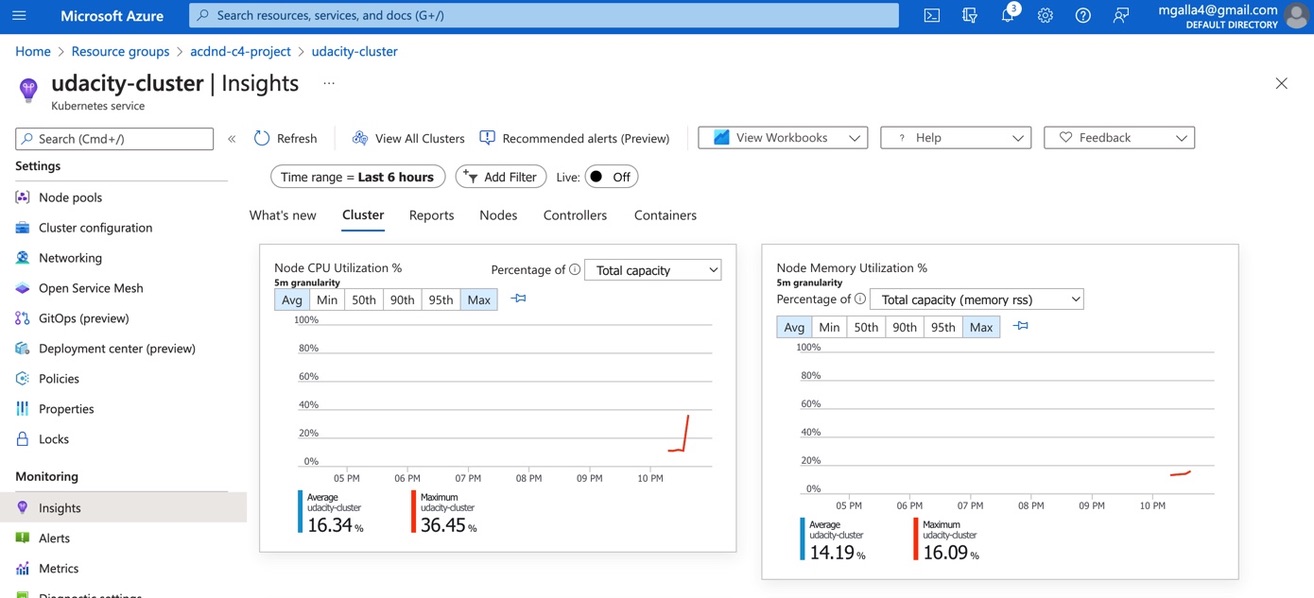 Microsoft Azure
Search resources, services, and docs (G+/)
3
mgalla4@gmail.com
DEFAULT DIRECTORY
Home > Resource groups > acdnd-c4-project > udacity-cluster
udacity-cluster | Insights ...
Kubernetes service
Search (Cmd+/)
«
Refresh
View All Clusters
Recommended alerts (Preview)
View Workbooks
? Help
Feedback
Settings
Node pools
Cluster configuration
Networking
Open Service Mesh
GitOps (preview)
Deployment center (preview)
Policies
Properties
Locks
Monitoring
Insights
Alerts
Metrics
Diagnostic settings
Time range = Last 6 hours
Add Filter
Live: Off
What's new
Cluster
Reports
Nodes
Controllers
Containers
Node CPU Utilization %
5m granularity
Percentage of
Total capacity
Avg Min 50th 90th 95th Max
100%
80%
60%
40%
20%
0%
05 PM 06 PM 07 PM 08 PM 09 PM 10 PM
Average
udacity-cluster
16.34 %
Maximum
udacity-cluster
36.45 %
Node Memory Utilization %
5m granularity
Percentage of
Total capacity (memory rss)
Avg Min 50th 90th 95th Max
100%
80%
60%
40%
20%
0%
05 PM 06 PM 07 PM 08 PM 09 PM 10 PM
Average
udacity-cluster
14.19 %
Maximum
udacity-cluster
16.09 %